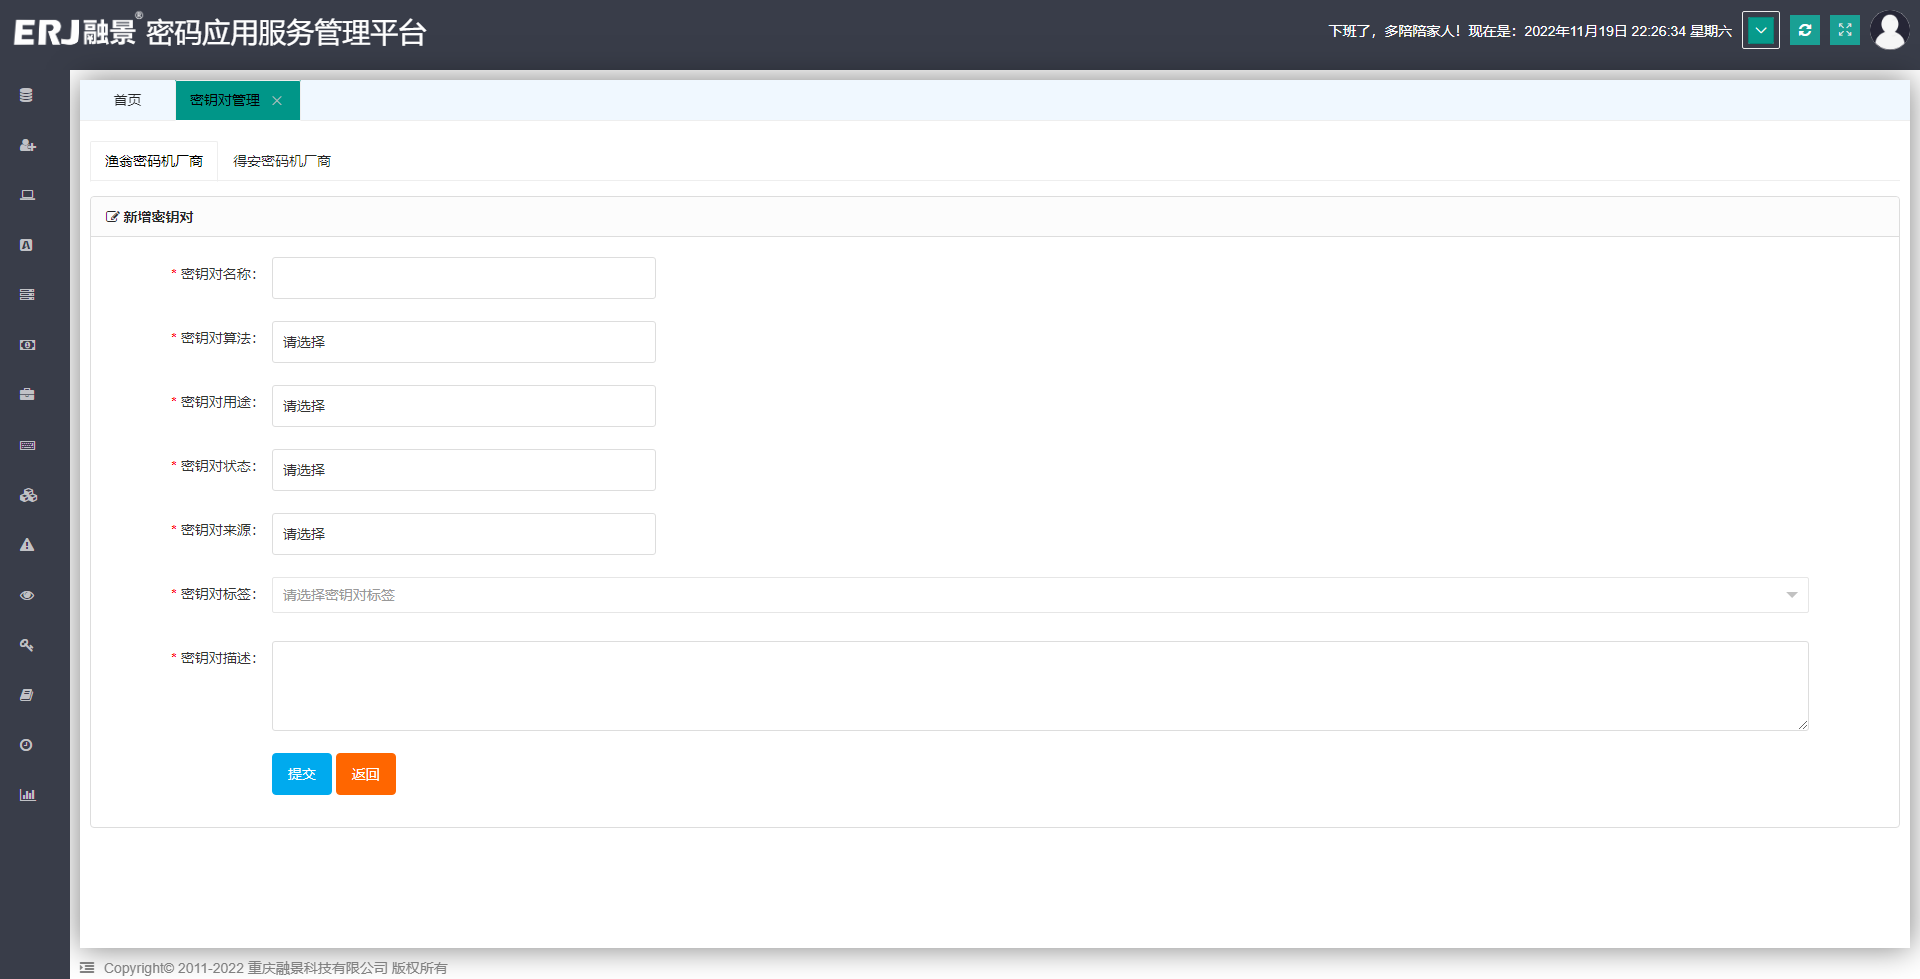 ERJ融景® 密码应用服务管理平台
下班了，多陪陪家人！现在是：2022年11月19日 22:26:34 星期六
首页
密钥对管理
渔翁密码机厂商
得安密码机厂商
新增密钥对
* 密钥对名称：
* 密钥对算法：
请选择
* 密钥对用途：
请选择
* 密钥对状态：
请选择
* 密钥对来源：
请选择
* 密钥对标签：
请选择密钥对标签
* 密钥对描述：
提交
返回
Copyright© 2011-2022 重庆融景科技有限公司 版权所有